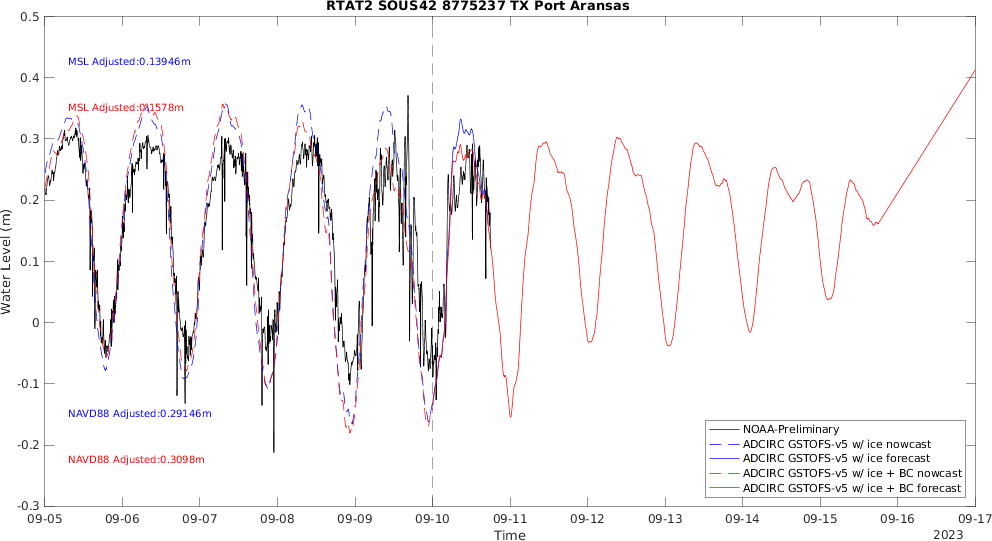 RTAT2 SOUS42 8775237 TX Port Aransas
0.5
0.4
0.3
0.2
0.1
0
-0.1
-0.2
-0.3
Water Level (m)
MSL Adjusted:0.13946m
MSL Adjusted:0.1578m
NAVD88 Adjusted:0.29146m
NAVD88 Adjusted:0.3098m
NOAA-Preliminary
ADCIRC GSTOFS-v5 w/ ice nowcast
ADCIRC GSTOFS-v5 w/ ice forecast
ADCIRC GSTOFS-v5 w/ ice + BC nowcast
ADCIRC GSTOFS-v5 w/ ice + BC forecast
09-05 09-06 09-07 09-08 09-09 09-10 09-11 09-12 09-13 09-14 09-15 09-16 09-17
Time
2023